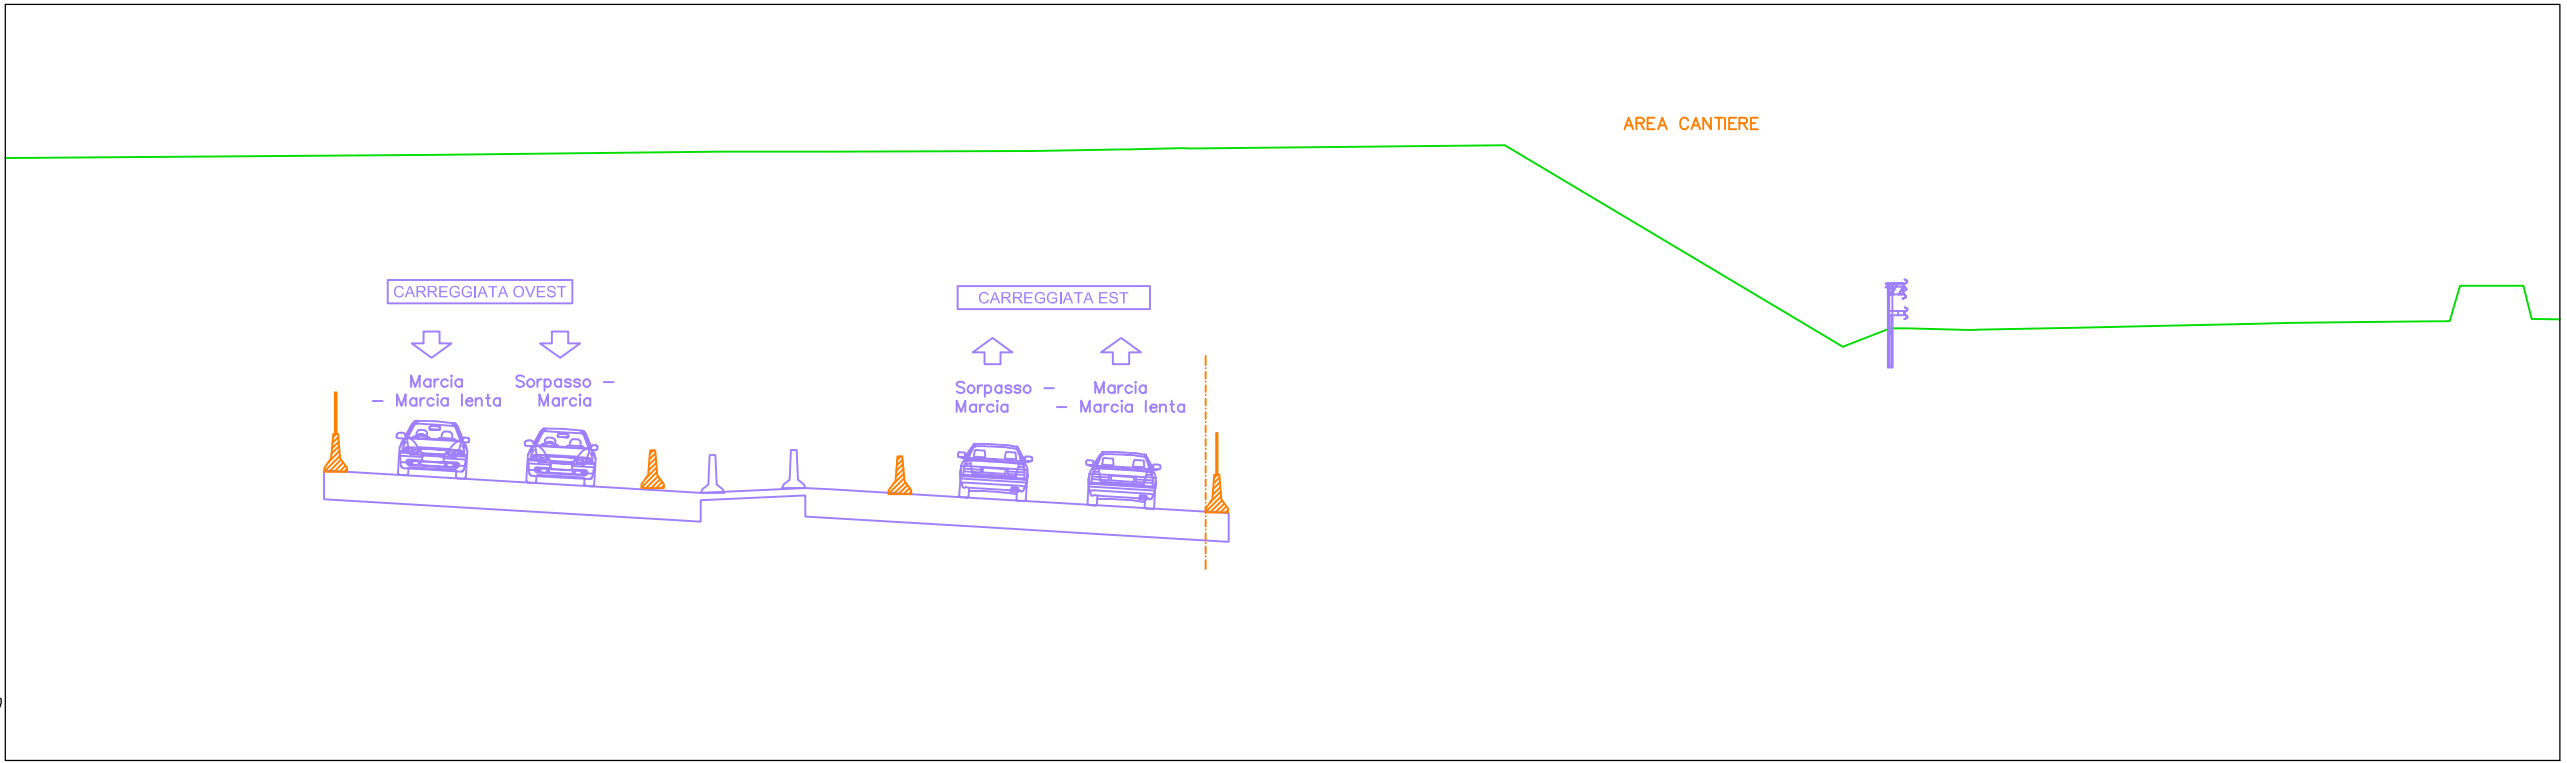 AREA CANTIERE
CARREGGIATA OVEST
CARREGGIATA EST
Marcia
- Marcia lenta
Sorpasso -
Marcia
Sorpasso -
Marcia
Marcia
- Marcia lenta